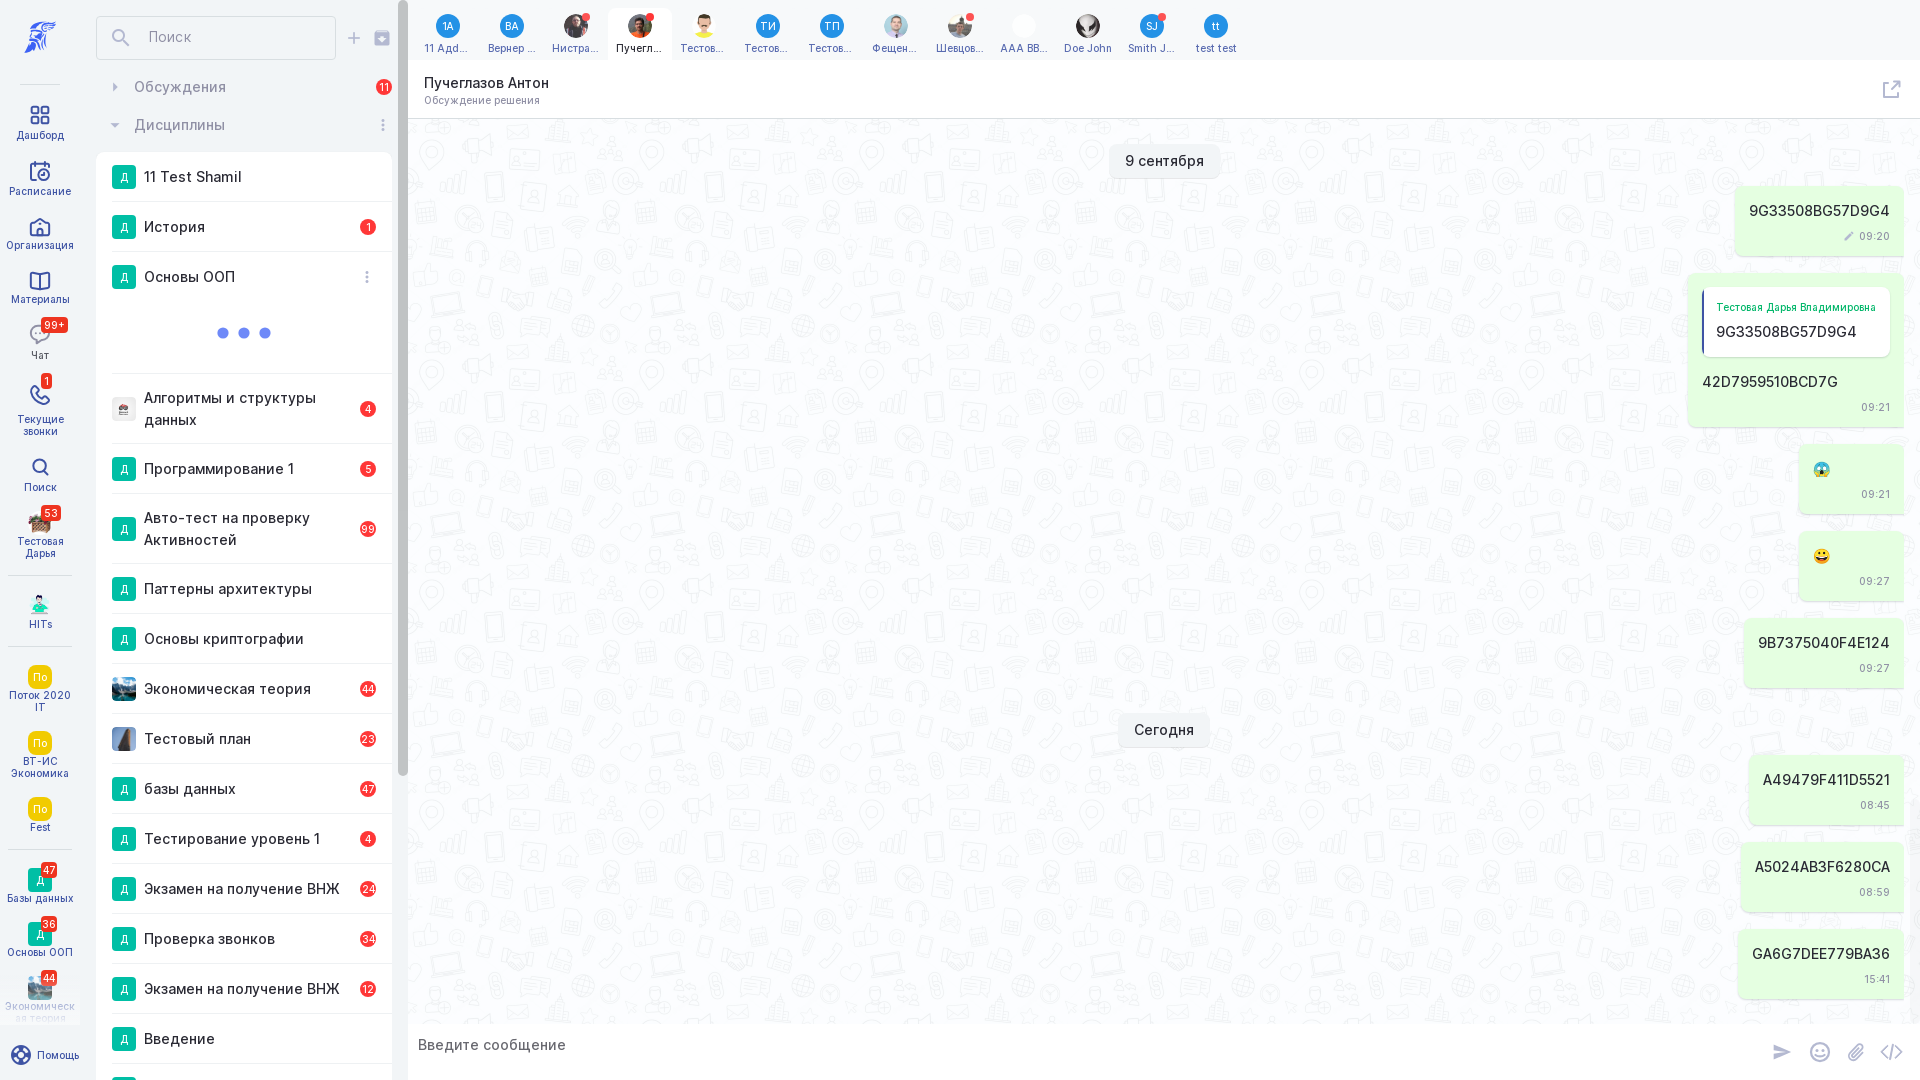 Дашборд
Расписание
Организация
Материалы
99+
Чат
1
Текущие
звонки
Поиск
53
Тестовая
Дарья
HITs
По
Поток 2020
IT
По
ВТ-ИС
Экономика
По
Fest
47
Д
Базы данных
36
Д
Основы ООП
44
Экономическ
ая теория
Помощь
Поиск
Обсуждения
11
Дисциплины
Д
11 Test Shamil
Д
История
1
Д
Основы ООП
Алгоритмы и структуры
данных
4
Д
Программирование 1
5
Д
Авто-тест на проверку
Активностей
99
Д
Паттерны архитектуры
Д
Основы криптографии
Экономическая теория
44
Тестовый план
23
Д
базы данных
47
Д
Тестирование уровень 1
4
Д
Экзамен на получение ВНЖ
24
Д
Проверка звонков
34
Д
Экзамен на получение ВНЖ
12
Д
Введение
1А
11 Адd...
ВА
Вернер ...
Нистра...
Пучегл...
Тестов...
ТИ
Тестов...
ТП
Тестов...
Фещен...
Шевцов...
ААА ВВ...
Doe John
SJ
Smith J...
tt
test test
Пучеглазов Антон
Обсуждение решения
9 сентября
9G33508BG57D9G4
09:20
Тестовая Дарья Владимировна
9G33508BG57D9G4
42D7959510BCD7G
09:21
09:21
09:27
9B7375040F4E124
09:27
Сегодня
A49479F411D5521
08:45
A5024AB3F6280CA
08:59
GA6G7DEE779BA36
15:41
Введите сообщение